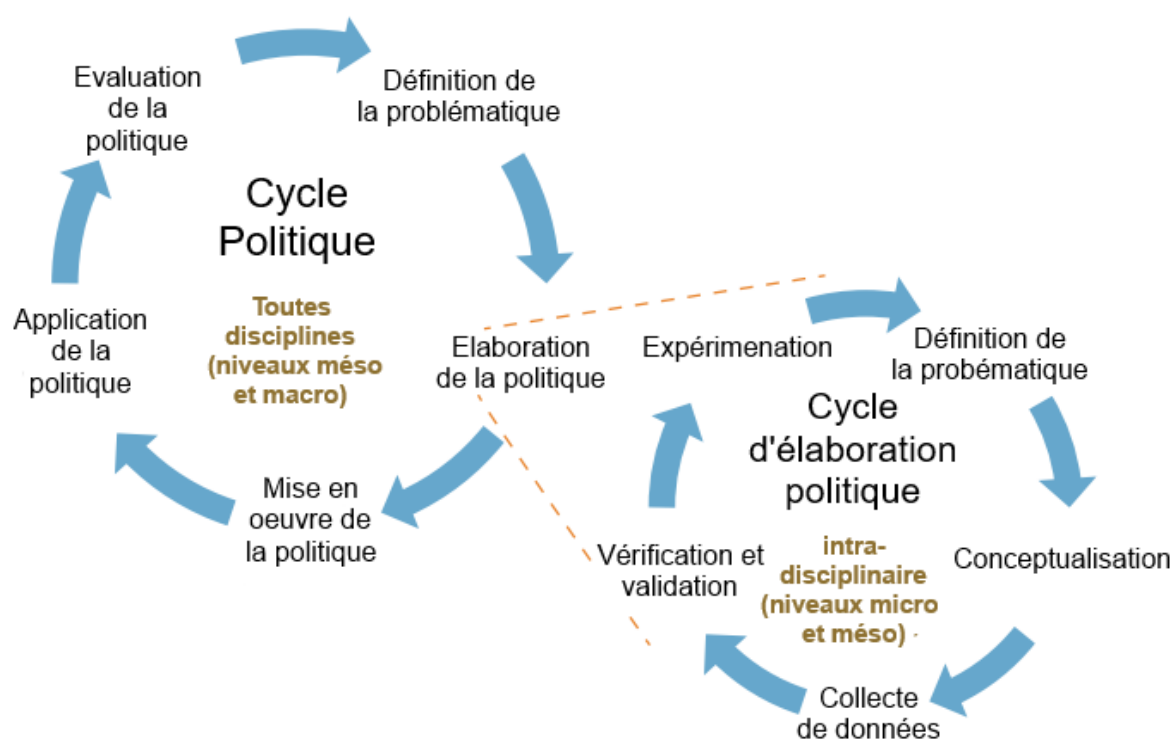 Evaluation
de la
politique
Définition de
la problématique
Cycle
Politique
Toutes
disciplines
(niveaux méso
et macro)
Application
de la
politique
Elaboration
de la politique
Mise en
oeuvre de
la politique
Expérimenation
Définition de
la probématique
Cycle
d'élaboration
politique
intra-
disciplinaire
(niveaux micro
et méso)
Vérification et
validation
Conceptualisation
Collecte
de données